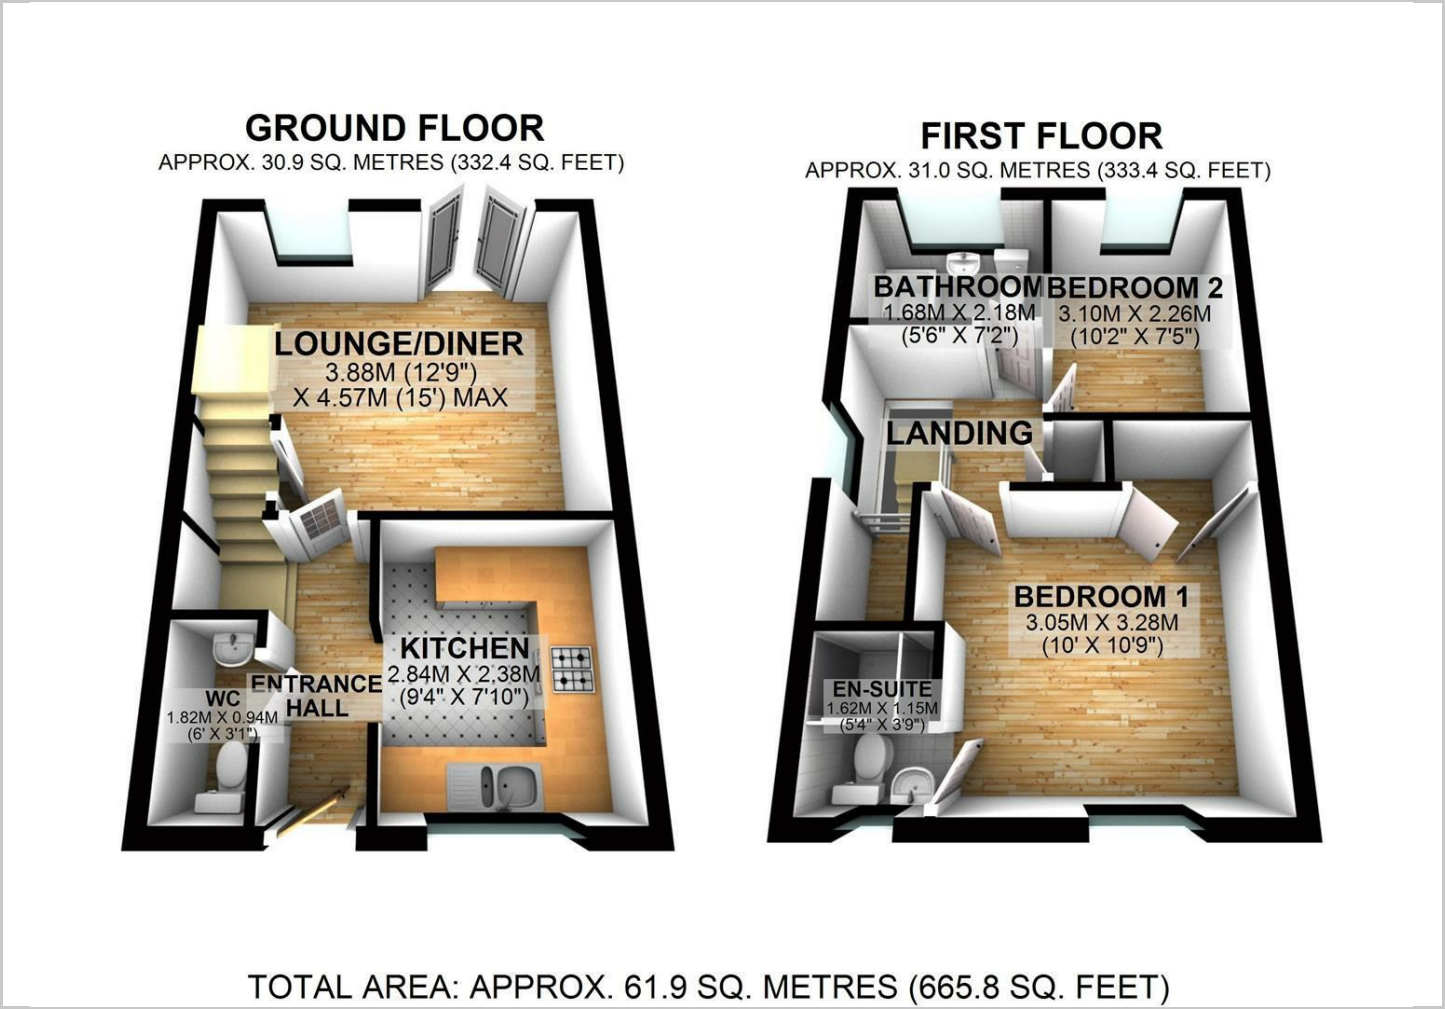 GROUND FLOOR
APPROX. 30.9 SQ. METRES (332.4 SQ. FEET)
LOUNGE/DINER
3.88M (12'9")
X 4.57M (15') MAX
KITCHEN
2.84M X 2.38M
(9'4" X 7'10")
ENTRANCE
HALL
WC
1.82M X 0.94M
(6' X 3'1")
FIRST FLOOR
APPROX. 31.0 SQ. METRES (333.4 SQ. FEET)
BATHROOM
1.68M X 2.18M
(5'6" X 7'2")
BEDROOM 2
3.10M X 2.26M
(10'2" X 7'5")
LANDING
BEDROOM 1
3.05M X 3.28M
(10' X 10'9")
EN-SUITE
1.62M X 1.15M
(5'4" X 3'9")
TOTAL AREA: APPROX. 61.9 SQ. METRES (665.8 SQ. FEET)